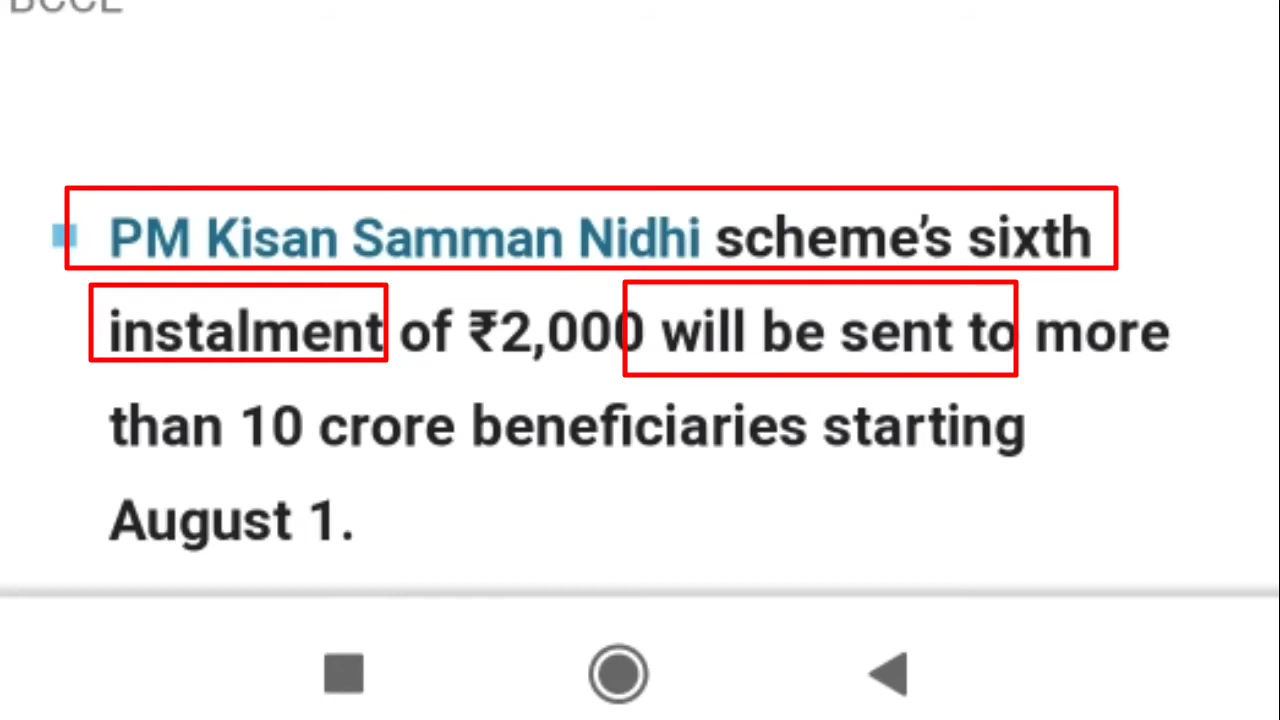 BCCL
PM Kisan Samman Nidhi scheme’s sixth
instalment of ₹2,000 will be sent to more
than 10 crore beneficiaries starting
August 1.